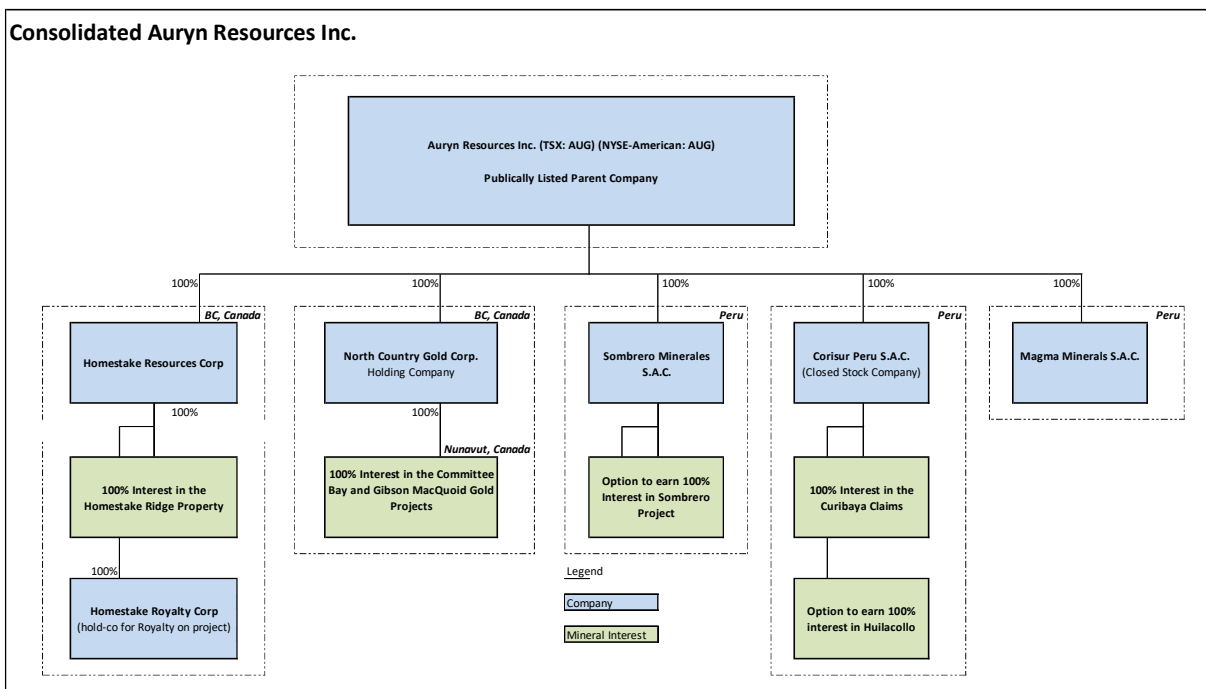 Consolidated Auryn Resources Inc.
Auryn Resources Inc. (TSX: AUG) (NYSE-American: AUG)
Publically Listed Parent Company
100%
100%
100%
100%
100%
BC, Canada
BC, Canada
Peru
Peru
Peru
Homestake Resources Corp
North Country Gold Corp.
Holding Company
Sombrero Minerales
S.A.C.
Corisur Peru S.A.C.
(Closed Stock Company)
Magma Minerals S.A.C.
100%
100%
Nunavut, Canada
100% Interest in the
Homestake Ridge Property
100% Interest in the Committee
Bay and Gibson MacQuoid Gold
Projects
Option to earn 100%
Interest in Sombrero
Project
100% Interest in the
Curibaya Claims
100%
Homestake Royalty Corp
(hold-co for Royalty on project)
Legend
Company
Mineral Interest
Option to earn 100%
interest in Huilacollo